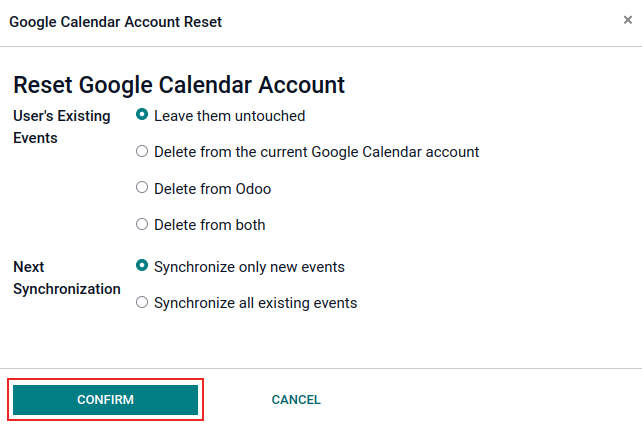 Google Calendar Account Reset ×
Reset Google Calendar Account
User's Existing Events
Leave them untouched
Delete from the current Google Calendar account
Delete from Odoo
Delete from both
Next Synchronization
Synchronize only new events
Synchronize all existing events
CONFIRM CANCEL